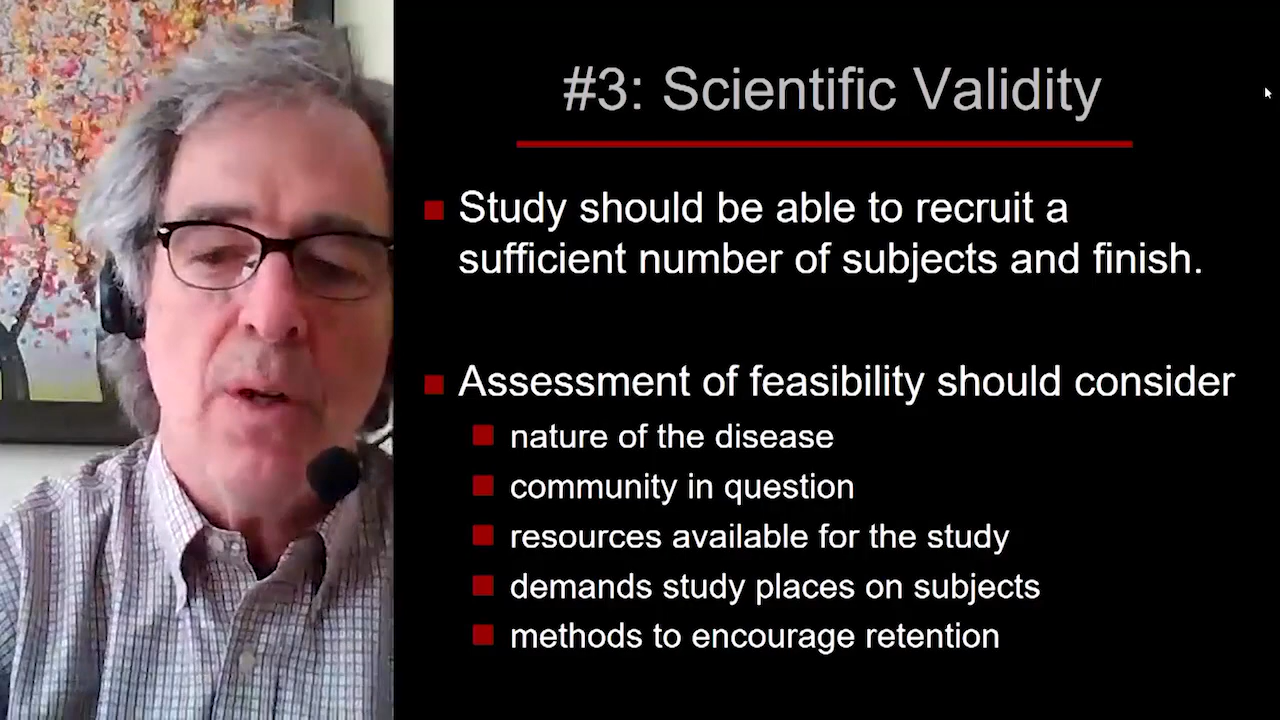 #3: Scientific Validity
Study should be able to recruit a
sufficient number of subjects and finish.
Assessment of feasibility should consider
nature of the disease
community in question
resources available for the study
demands study places on subjects
methods to encourage retention